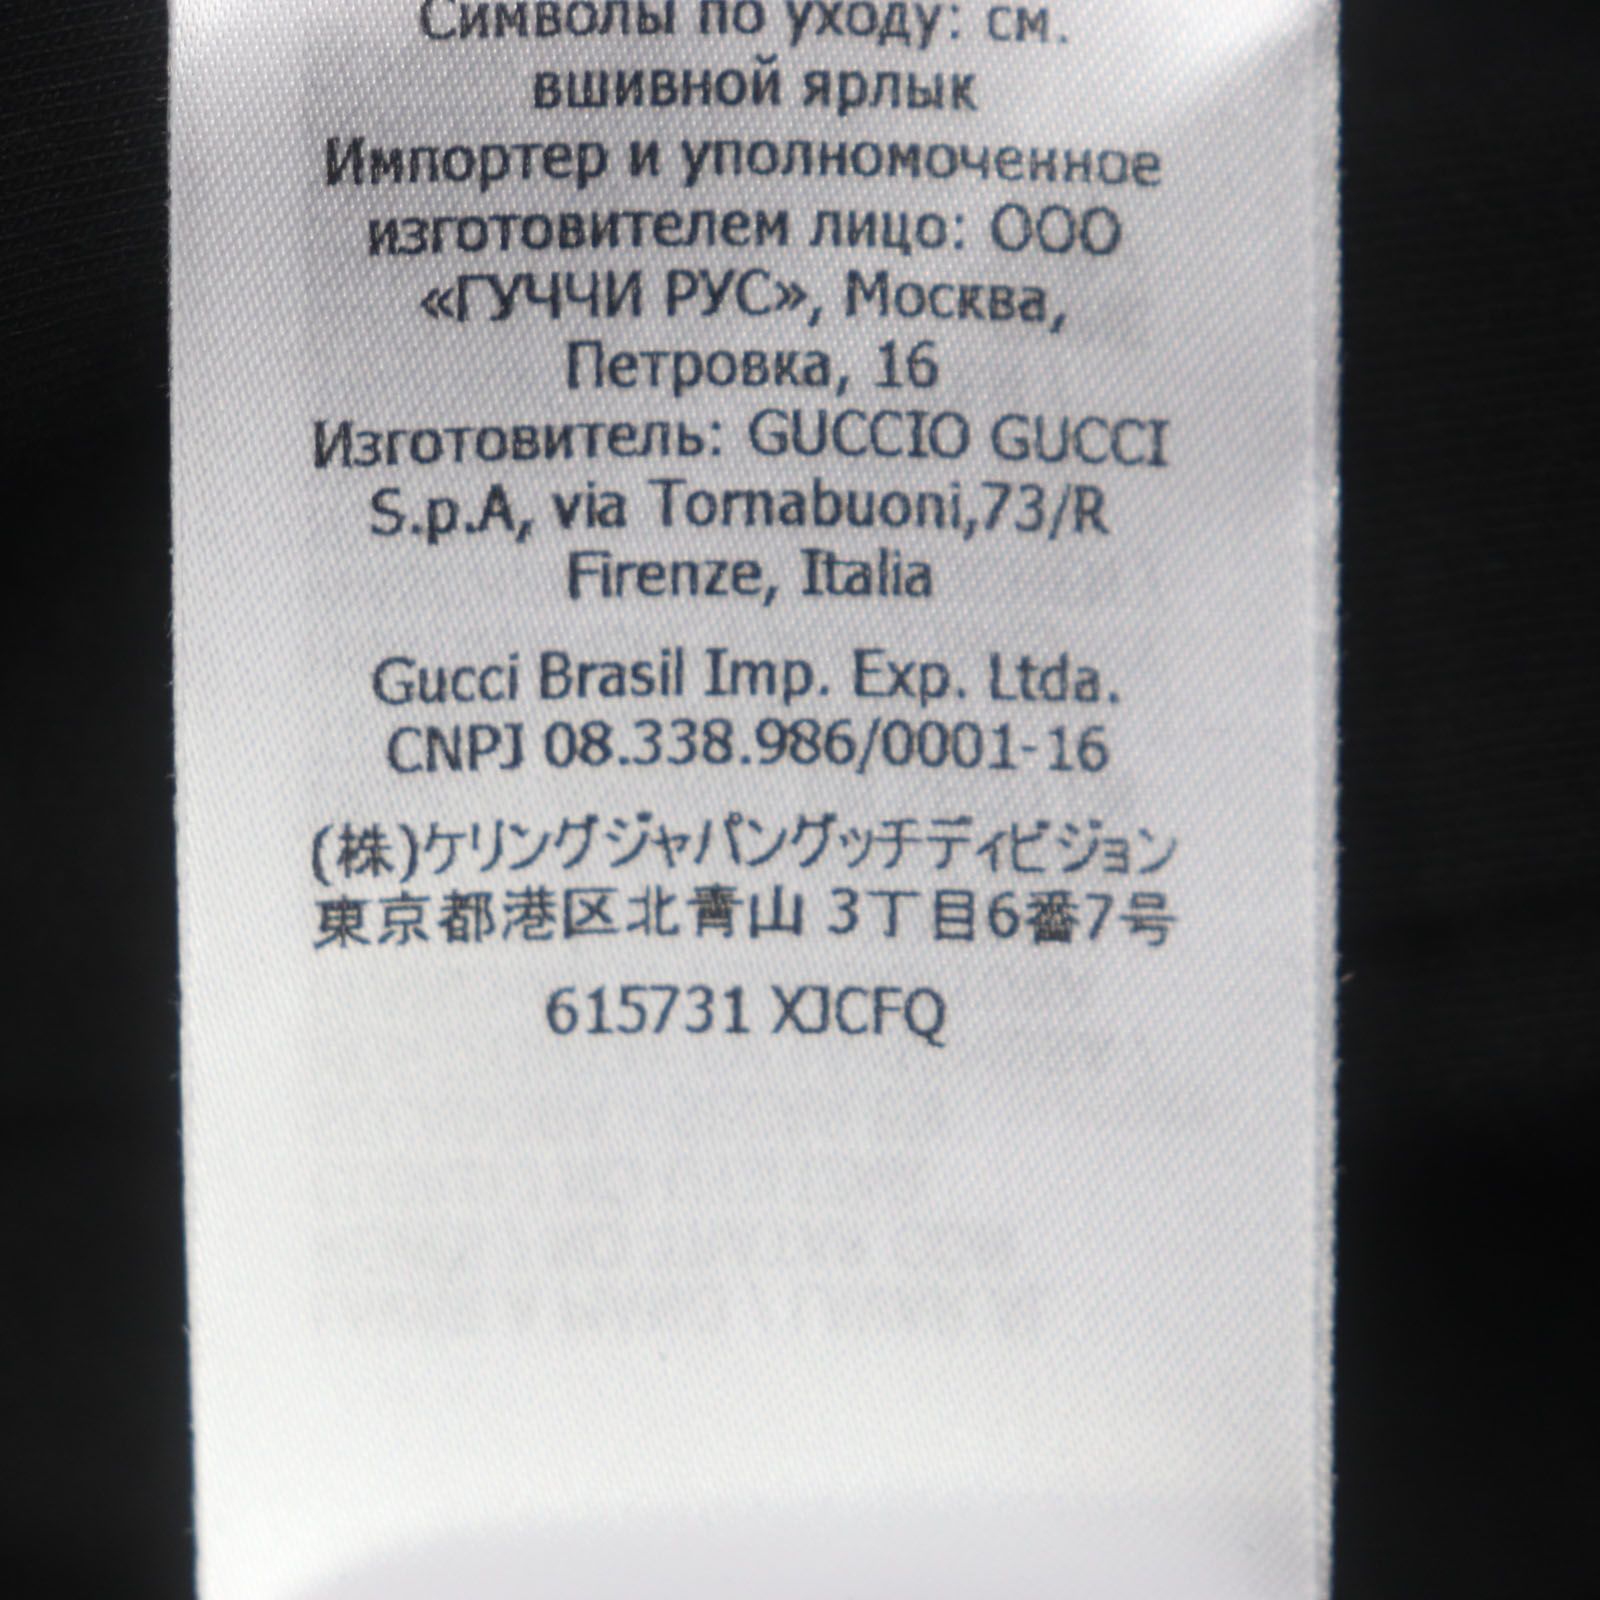 Символы по уходу: см.
вшивной ярлык
Импортер и уполномоченное
изготовителем лицо: ООО
«ГУЧЧИ РУС», Москва,
Петровка, 16
Изготовитель: GUCCIO GUCCI
S.p.A, via Tornabuoni,73/R
Firenze, Italia
Gucci Brasil Imp. Exp. Ltda.
CNPJ 08.338.986/0001-16
(株)ケリングジャパングッチディビジョン
東京都港区北青山 3丁目6番7号
615731 XJCFQ